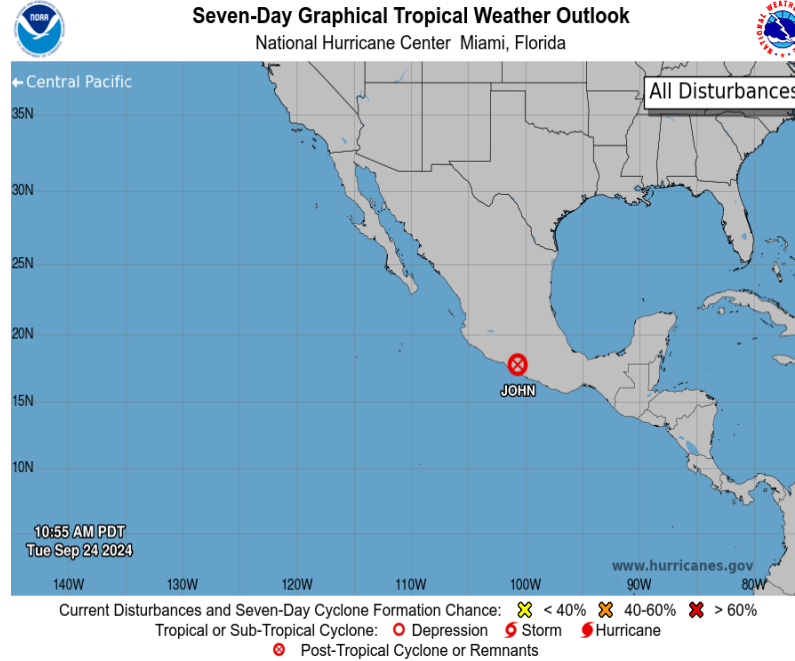 Seven-Day Graphical Tropical Weather Outlook
National Hurricane Center Miami, Florida
NOAA
Central Pacific
All Disturbances
35N
30N
25N
20N
15N
10N
JOHN
10:55 AM PDT
Tue Sep 24 2024
www.hurricanes.gov
140W 130W 120W 110W 100W 90W 80W
Current Disturbances and Seven-Day Cyclone Formation Chance: < 40% 40-60% > 60%
Tropical or Sub-Tropical Cyclone: Depression Storm Hurricane
Post-Tropical Cyclone or Remnants